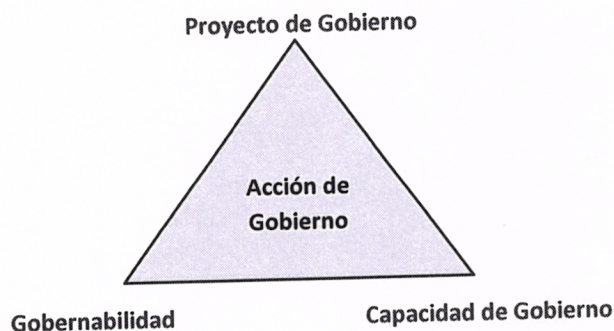 Proyecto de Gobierno
Acción de
Gobierno
Gobernabilidad
Capacidad de Gobierno